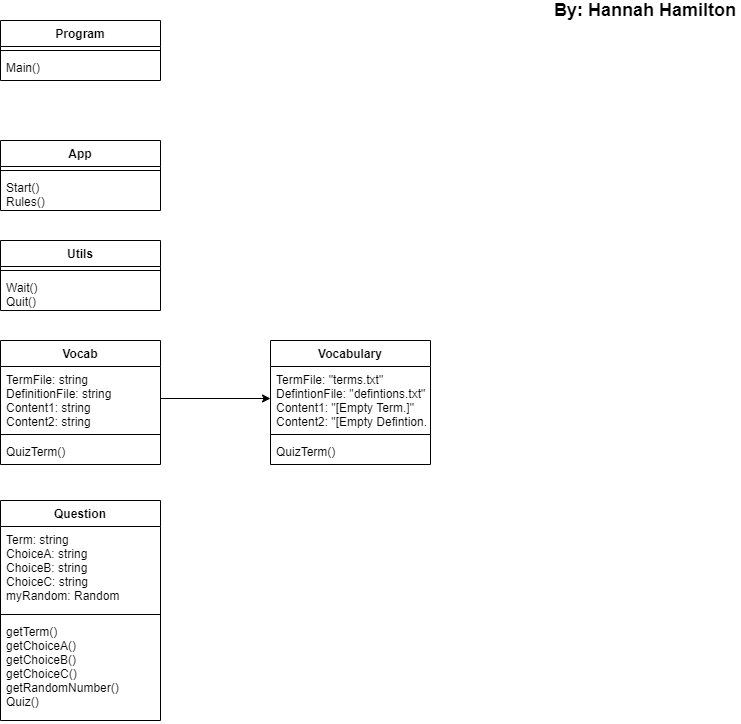 By: Hannah Hamilton
Program
Main()
App
Start()
Rules()
Utils
Wait()
Quit()
Vocab
TermFile: string
DefinitionFile: string
Content1: string
Content2: string
QuizTerm()
Vocabulary
TermFile: "terms.txt"
DefintionFile: "defintions.txt"
Content1: "[Empty Term.]"
Content2: "[Empty Defintion.
QuizTerm()
Question
Term: string
ChoiceA: string
ChoiceB: string
ChoiceC: string
myRandom: Random
getTerm()
getChoiceA()
getChoiceB()
getChoiceC()
getRandomNumber()
Quiz()